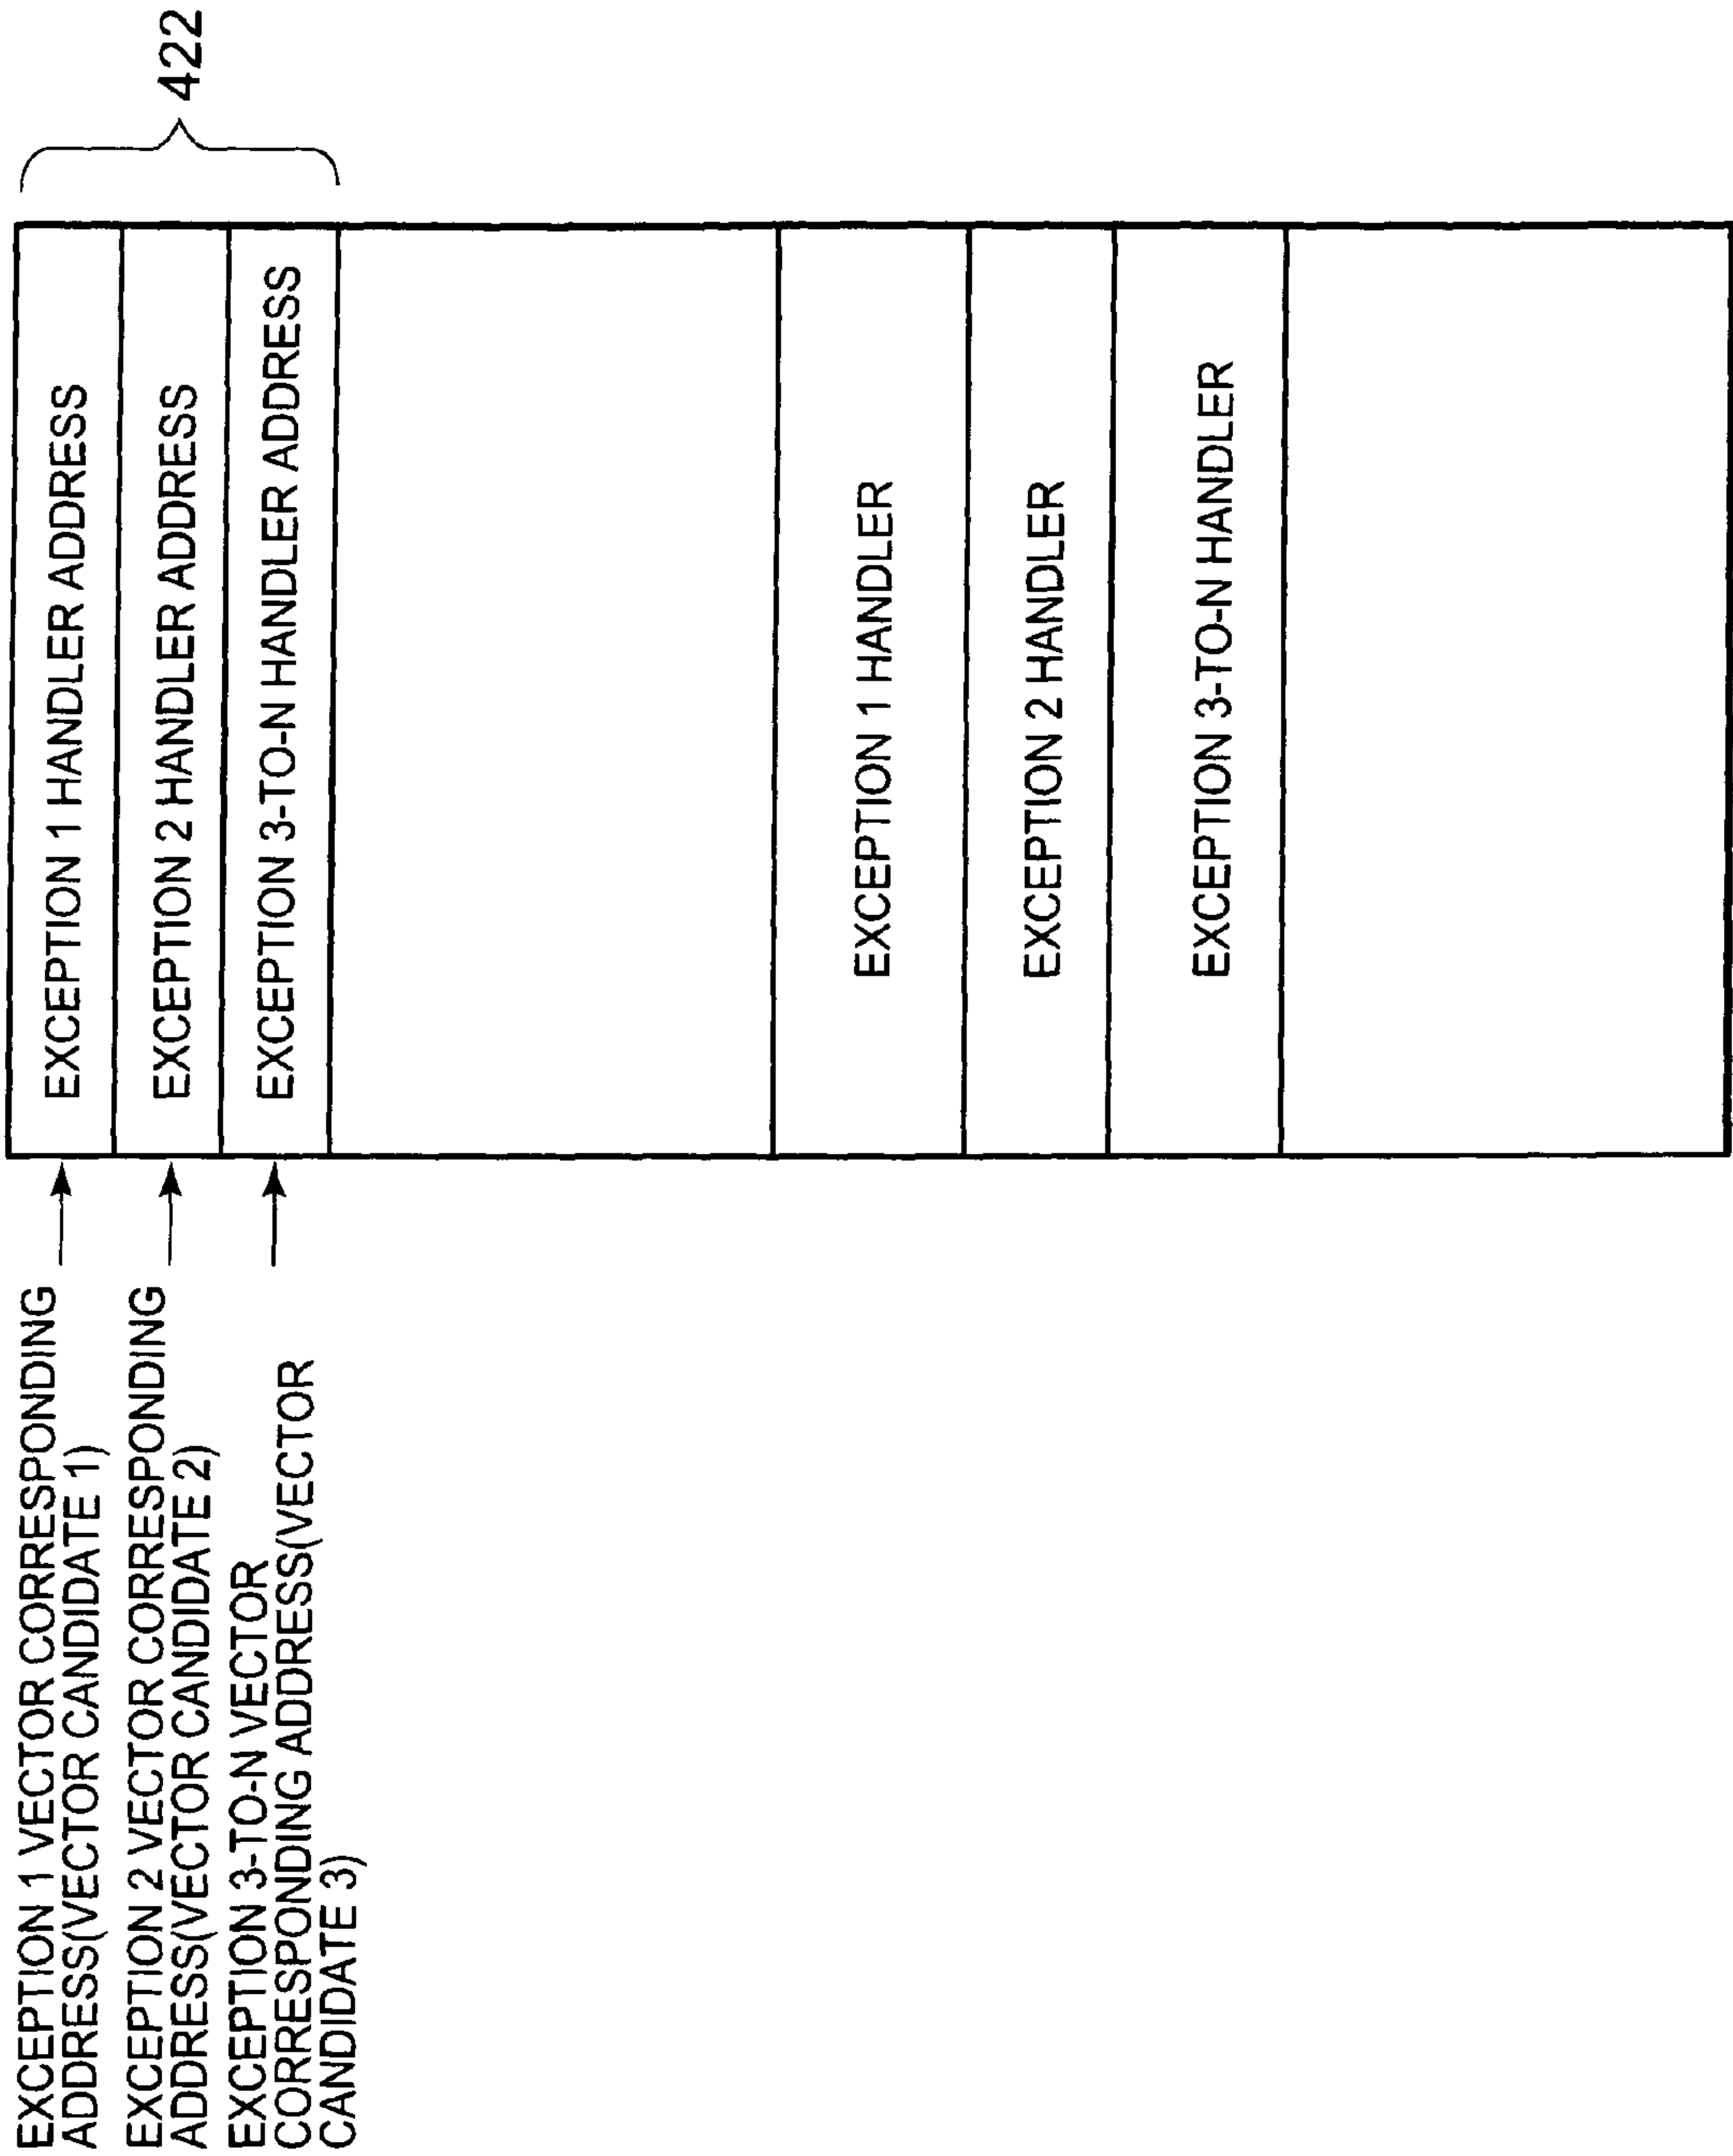 EXCEPTION 1 VECTOR CORRESPONDING
ADDRESS(VECTOR CANDIDATE 1)
EXCEPTION 2 VECTOR CORRESPONDING
ADDRESS(VECTOR CANDIDATE 2)
EXCEPTION 3-TO-N VECTOR
CORRESPONDING ADDRESS(VECTOR
CANDIDATE 3)
EXCEPTION 1 HANDLER ADDRESS
EXCEPTION 2 HANDLER ADDRESS
EXCEPTION 3-TO-N HANDLER ADDRESS
422
EXCEPTION 1 HANDLER
EXCEPTION 2 HANDLER
EXCEPTION 3-TO-N HANDLER